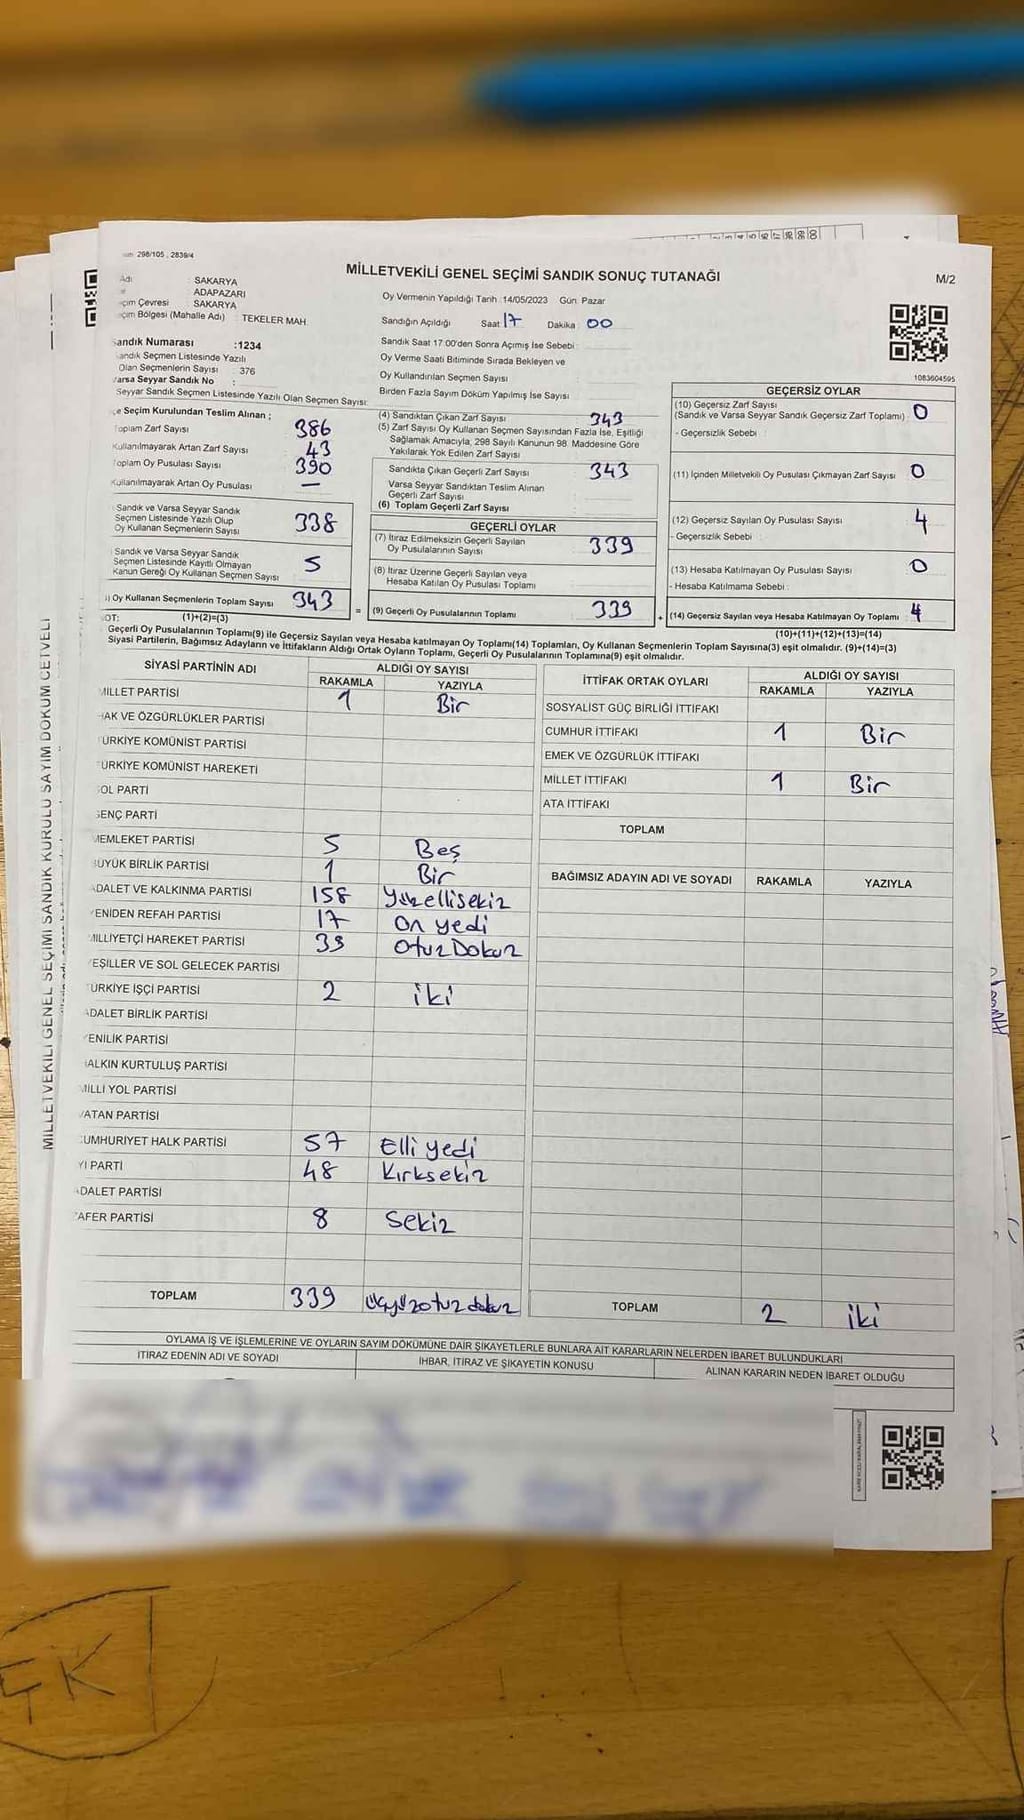 298/105 , 2839/4
MİLLETVEKİLİ GENEL SEÇİMİ SANDIK SONUÇ TUTANAĞI
M/2
Adı SAKARYA
ADAPAZARI
çim Çevresi SAKARYA
çim Bölgesi (Mahalle Adı) : TEKELER MAH.
Oy Vermenin Yapıldığı Tarih :14/05/2023 Gün: Pazar
Sandığın Açıldığı Saat: 17 Dakika: 00
Sandık Saat 17:00'den Sonra Açımış İse Sebebi :
Oy Verme Saati Bitiminde Sırada Bekleyen ve
Oy Kullandırılan Seçmen Sayısı
Birden Fazla Sayım Döküm Yapılmış İse Sayısı
1083604595
Sandık Numarası :1234
andık Seçmen Listesinde Yazılı
Olan Seçmenlerin Sayısı : 376
Varsa Seyyar Sandık No :
Seyyar Sandık Seçmen Listesinde Yazılı Olan Seçmen Sayısı:
çe Seçim Kurulundan Teslim Alınan ;
Toplam Zarf Sayısı 386
Kullanılmayarak Artan Zarf Sayısı 43
Toplam Oy Pusulası Sayısı 390
Kullanılmayarak Artan Oy Pusulası —
Sandık ve Varsa Seyyar Sandık
Seçmen Listesinde Yazılı Olup
Oy Kullanan Seçmenlerin Sayısı 338
Sandık ve Varsa Seyyar Sandık
Seçmen Listesinde Kayıtlı Olmayan
Kanun Gereği Oy Kullanan Seçmen Sayısı 5
) Oy Kullanan Seçmenlerin Toplam Sayısı 343
(1)+(2)=(3)
(4) Sandıktan Çıkan Zarf Sayısı 343
(5) Zarf Sayısı Oy Kullanan Seçmen Sayısından Fazla İse, Eşitliği
Sağlamak Amacıyla, 298 Sayılı Kanunun 98. Maddesine Göre
Yakılarak Yok Edilen Zarf Sayısı
Sandıkta Çıkan Geçerli Zarf Sayısı 343
Varsa Seyyar Sandıktan Teslim Alınan
Geçerli Zarf Sayısı
(6) Toplam Geçerli Zarf Sayısı
GEÇERLİ OYLAR
(7) İtiraz Edilmeksizin Geçerli Sayılan
Oy Pusulalarının Sayısı 339
(8) İtiraz Üzerine Geçerli Sayılan veya
Hesaba Katılan Oy Pusulası Toplamı
= (9) Geçerli Oy Pusulalarının Toplamı 339 +
GEÇERSİZ OYLAR
(10) Geçersiz Zarf Sayısı
(Sandık ve Varsa Seyyar Sandık Geçersiz Zarf Toplamı) : 0
- Geçersizlik Sebebi :
(11) İçinden Milletvekili Oy Pusulası Çıkmayan Zarf Sayısı 0
(12) Geçersiz Sayılan Oy Pusulası Sayısı 4
- Geçersizlik Sebebi :
(13) Hesaba Katılmayan Oy Pusulası Sayısı 0
- Hesaba Katılmama Sebebi :
(14) Geçersiz Sayılan veya Hesaba Katılmayan Oy Toplamı 4
(10)+(11)+(12)+(13)=(14)
OT:
Geçerli Oy Pusulalarının Toplamı(9) ile Geçersiz Sayılan veya Hesaba katılmayan Oy Toplamı(14) Toplamları, Oy Kullanan Seçmenlerin Toplam Sayısına(3) eşit olmalıdır. (9)+(14)=(3)
Siyasi Partilerin, Bağımsız Adayların ve İttifakların Aldığı Ortak Oyların Toplamı, Geçerli Oy Pusulalarının Toplamına(9) eşit olmalıdır.
SİYASİ PARTİNİN ADI ALDIĞI OY SAYISI
RAKAMLA YAZIYLA
MİLLET PARTİSİ 1 Bir
HAK VE ÖZGÜRLÜKLER PARTİSİ
TÜRKİYE KOMÜNİST PARTİSİ
TÜRKİYE KOMÜNİST HAREKETİ
SOL PARTİ
GENÇ PARTİ
MEMLEKET PARTİSİ 5 Beş
BÜYÜK BİRLİK PARTİSİ 1 Bir
ADALET VE KALKINMA PARTİSİ 158 Yüzellisekiz
YENİDEN REFAH PARTİSİ 17 On yedi
MİLLİYETÇİ HAREKET PARTİSİ 39 Otuz Dokuz
YEŞİLLER VE SOL GELECEK PARTİSİ
TÜRKİYE İŞÇİ PARTİSİ 2 iki
ADALET BİRLİK PARTİSİ
YENİLİK PARTİSİ
HALKIN KURTULUŞ PARTİSİ
MİLLİ YOL PARTİSİ
VATAN PARTİSİ
CUMHURİYET HALK PARTİSİ 57 Elli yedi
İYİ PARTİ 48 Kırksekiz
ADALET PARTİSİ
ZAFER PARTİSİ 8 Sekiz
TOPLAM 339 üçyüzotuz dokuz
İTTİFAK ORTAK OYLARI ALDIĞI OY SAYISI
RAKAMLA YAZIYLA
SOSYALİST GÜÇ BİRLİĞİ İTTİFAKI
CUMHUR İTTİFAKI 1 Bir
EMEK VE ÖZGÜRLÜK İTTİFAKI
MİLLET İTTİFAKI 1 Bir
ATA İTTİFAKI
TOPLAM
BAĞIMSIZ ADAYIN ADI VE SOYADI RAKAMLA YAZIYLA
TOPLAM 2 iki
OYLAMA İŞ VE İŞLEMLERİNE VE OYLARIN SAYIM DÖKÜMÜNE DAİR ŞİKAYETLERLE BUNLARA AİT KARARLARIN NELERDEN İBARET BULUNDUKLARI
İTİRAZ EDENİN ADI VE SOYADI İHBAR, İTİRAZ VE ŞİKAYETİN KONUSU ALINAN KARARIN NEDEN İBARET OLDUĞU
MİLLETVEKİLİ GENEL SEÇİMİ SANDIK KURULU SAYIM DÖKÜM CETVELİ